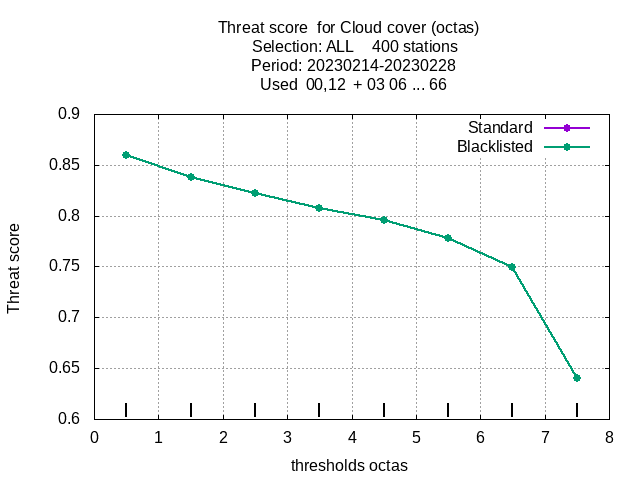 Threat score  for Cloud cover (octas)
Selection: ALL    400 stations
Period: 20230214-20230228
Used  00,12  + 03 06 ... 66
Standard
Blacklisted
0.9
0.85
0.8
0.75
0.7
0.65
0.6
Threat score
0 1 2 3 4 5 6 7 8
thresholds octas